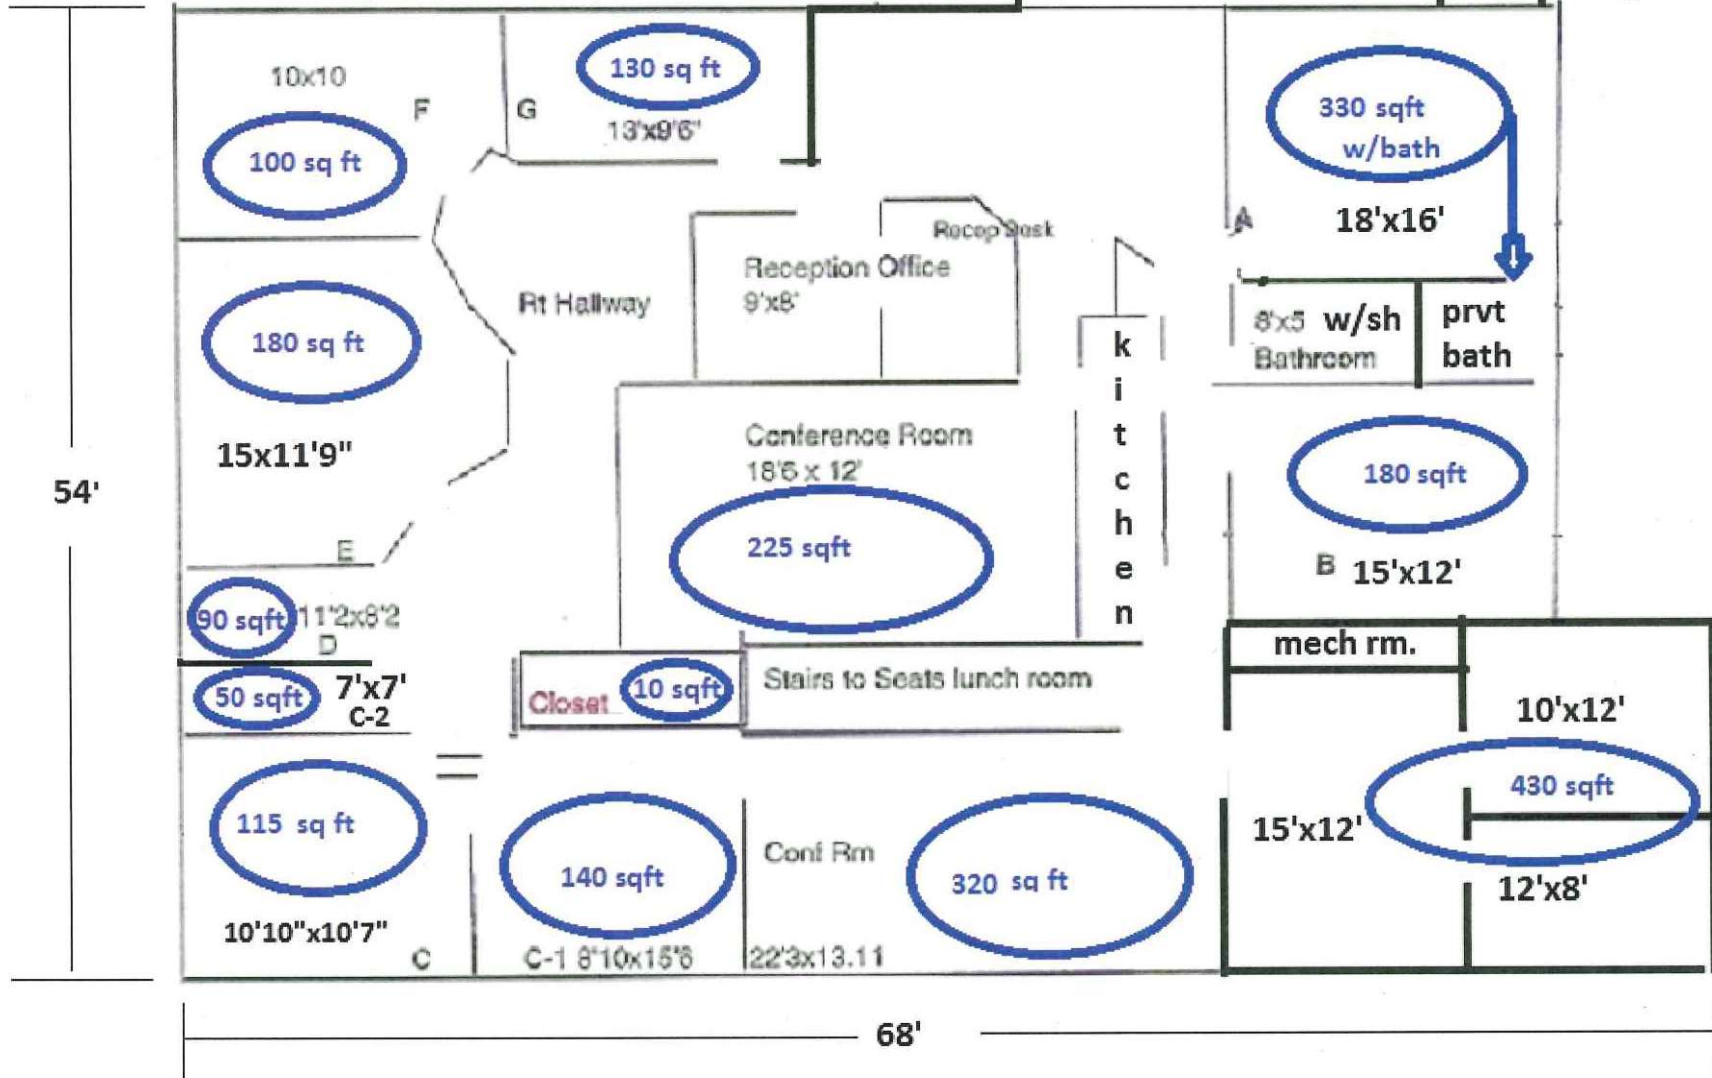 10x10
F
100 sq ft
130 sq ft
G
13'x9'6"
330 sqft
w/bath
18'x16'
A
Recep Desk
Reception Office
9'x8'
Rt Hallway
180 sq ft
15x11'9"
E
8'x5 w/sh
Bathroom
prvt
bath
k
i
t
c
h
e
n
Conference Room
18'6 x 12'
225 sqft
180 sqft
B 15'x12'
54'
90 sqft
11'2x8'2
D
50 sqft
7'x7'
C-2
Closet
10 sqft
Stairs to Seats lunch room
mech rm.
10'x12'
430 sqft
15'x12'
12'x8'
115 sq ft
10'10"x10'7"
C
140 sqft
C-1 8'10x15'6
Conf Rm
320 sq ft
22'3x13.11
68'